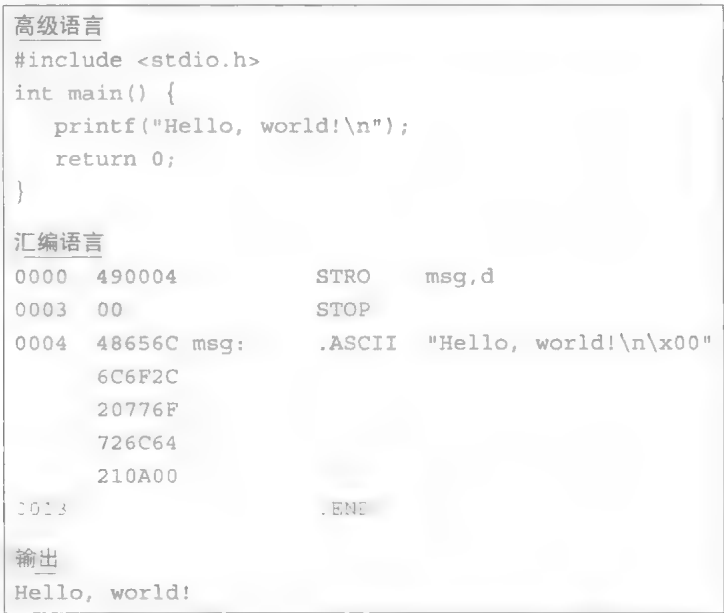 高级语言
#include <stdio.h>
int main() {
printf("Hello, world!\n");
return 0;
}
汇编语言
0000 490004 STRO msg,d
0003 00 STOP
0004 48656C msg: .ASCII "Hello, world!\n\x00"
6C6F2C
20776F
726C64
210A00
.END
输出
Hello, world!